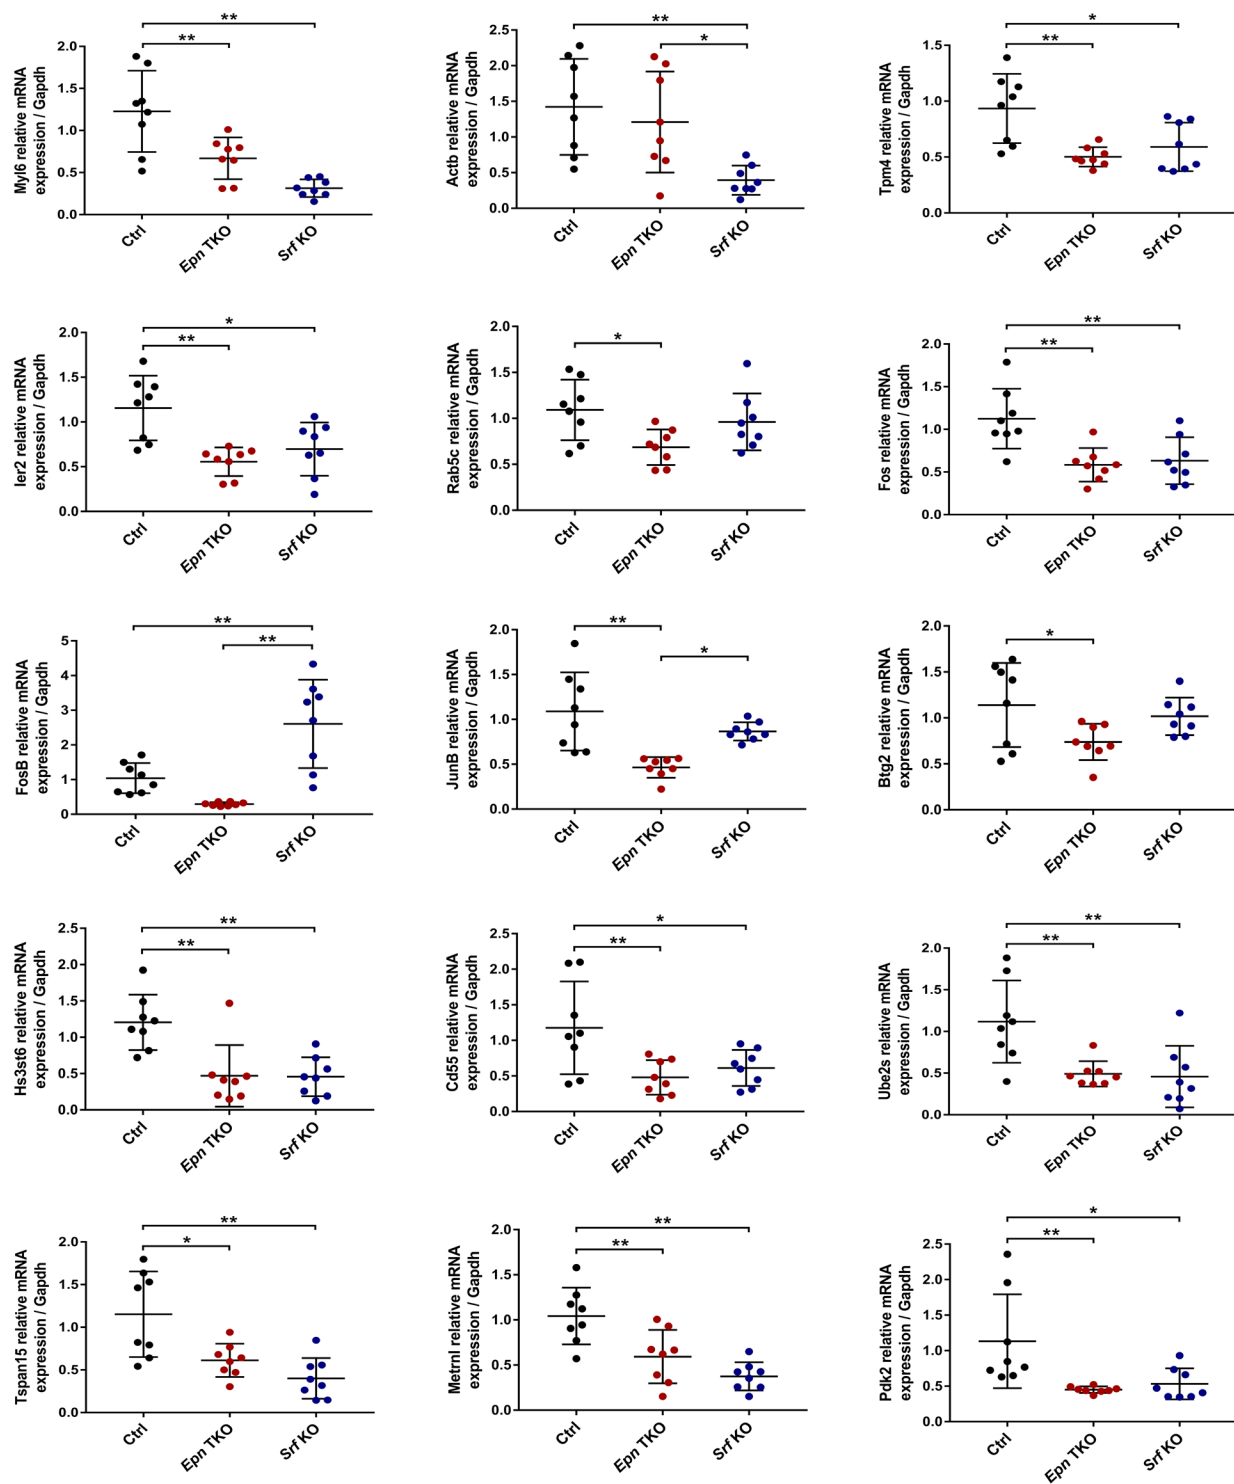 **
**
Myl6 relative mRNA
expression / Gapdh
2.0
1.5
1.0
0.5
0.0
Ctrl
Epn TKO
Srf KO
**
*
Actb relative mRNA
expression / Gapdh
2.5
2.0
1.5
1.0
0.5
0.0
Ctrl
Epn TKO
Srf KO
*
**
Tpm4 relative mRNA
expression / Gapdh
1.5
1.0
0.5
0.0
Ctrl
Epn TKO
Srf KO
*
**
Ier2 relative mRNA
expression / Gapdh
2.0
1.5
1.0
0.5
0.0
Ctrl
Epn TKO
Srf KO
*
Rab5c relative mRNA
expression / Gapdh
2.0
1.5
1.0
0.5
0.0
Ctrl
Epn TKO
Srf KO
**
**
Fos relative mRNA
expression / Gapdh
2.0
1.5
1.0
0.5
0.0
Ctrl
Epn TKO
Srf KO
**
**
FosB relative mRNA
expression / Gapdh
5
4
3
2
1
0
Ctrl
Epn TKO
Srf KO
**
*
JunB relative mRNA
expression / Gapdh
2.0
1.5
1.0
0.5
0.0
Ctrl
Epn TKO
Srf KO
*
Btg2 relative mRNA
expression / Gapdh
2.0
1.5
1.0
0.5
0.0
Ctrl
Epn TKO
Srf KO
**
**
Hs3st6 relative mRNA
expression / Gapdh
2.5
2.0
1.5
1.0
0.5
0.0
Ctrl
Epn TKO
Srf KO
*
**
Cd55 relative mRNA
expression / Gapdh
2.5
2.0
1.5
1.0
0.5
0.0
Ctrl
Epn TKO
Srf KO
**
**
Ube2s relative mRNA
expression / Gapdh
2.0
1.5
1.0
0.5
0.0
Ctrl
Epn TKO
Srf KO
**
*
Tspan15 relative mRNA
expression / Gapdh
2.0
1.5
1.0
0.5
0.0
Ctrl
Epn TKO
Srf KO
**
**
Metrnl relative mRNA
expression / Gapdh
2.0
1.5
1.0
0.5
0.0
Ctrl
Epn TKO
Srf KO
*
**
Pdk2 relative mRNA
expression / Gapdh
2.5
2.0
1.5
1.0
0.5
0.0
Ctrl
Epn TKO
Srf KO